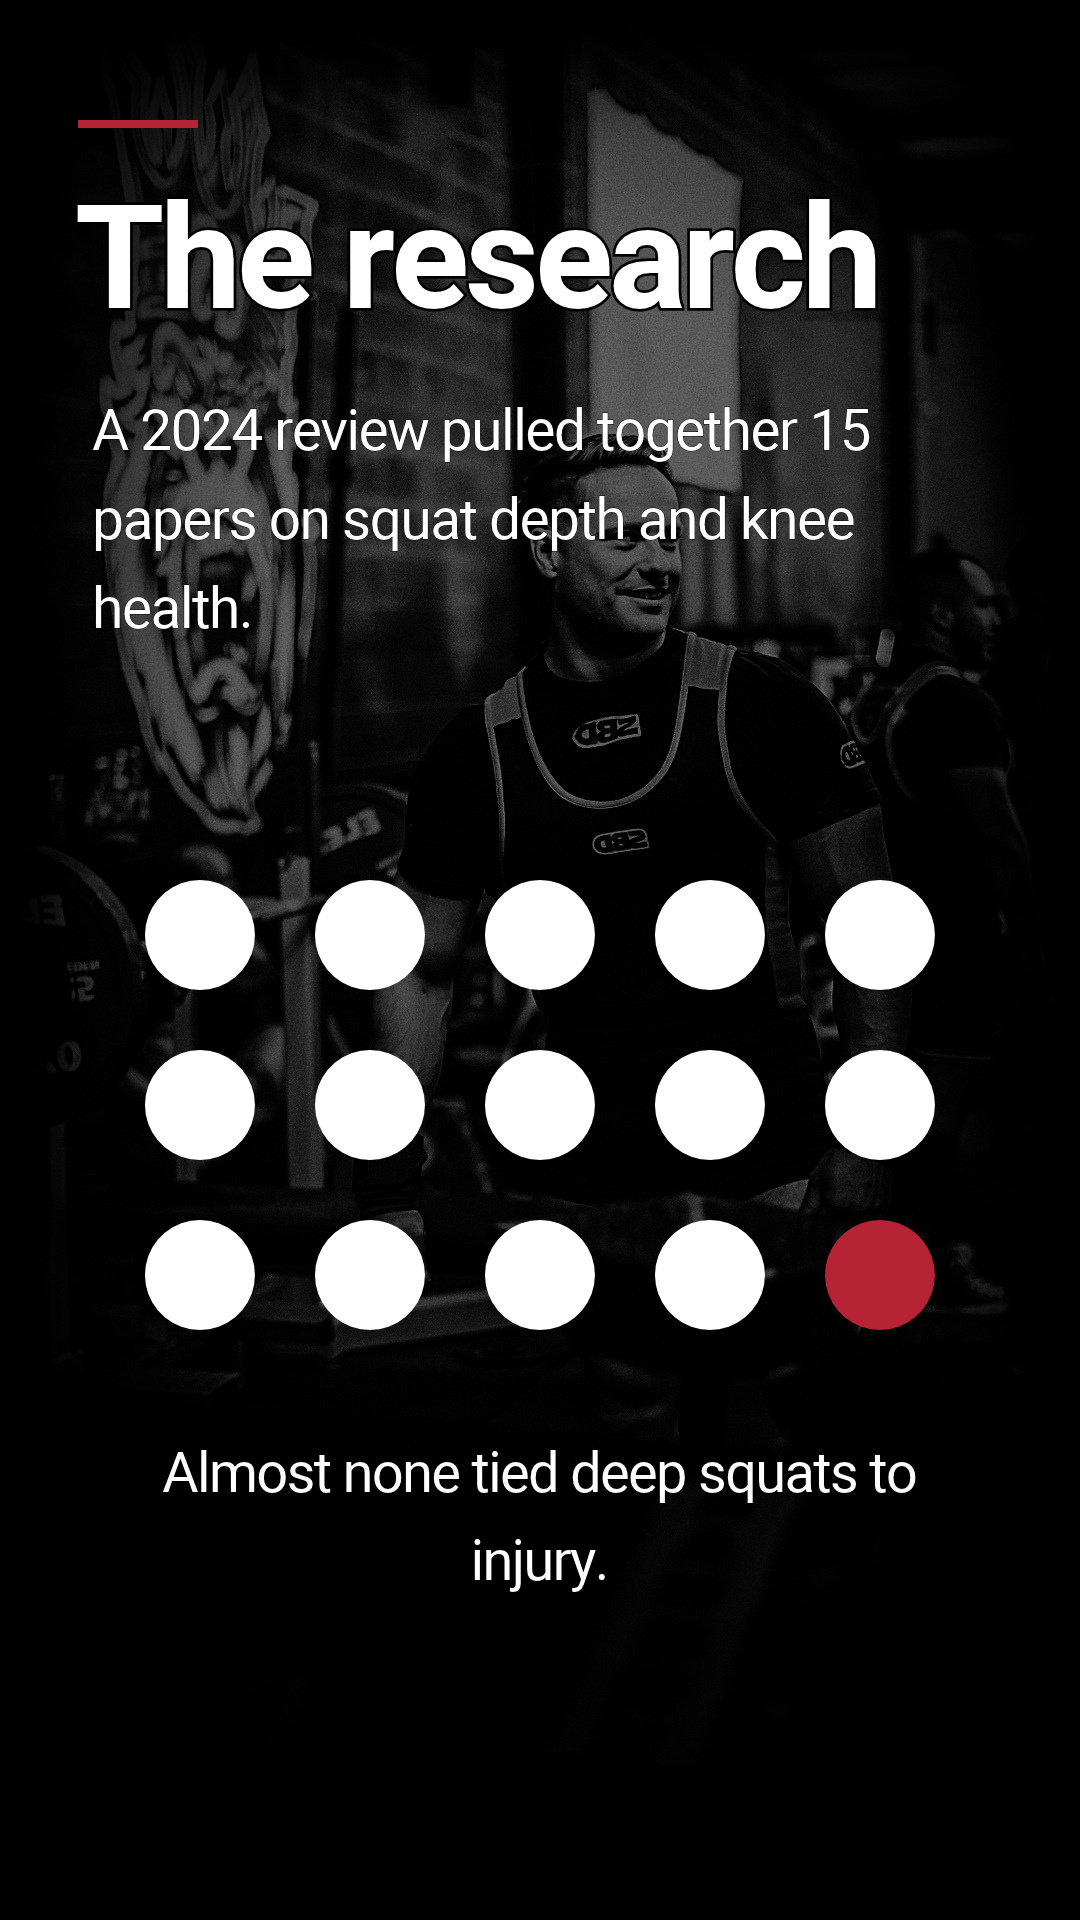 The research
A 2024 review pulled together 15
papers on squat depth and knee
health.
Almost none tied deep squats to
injury.